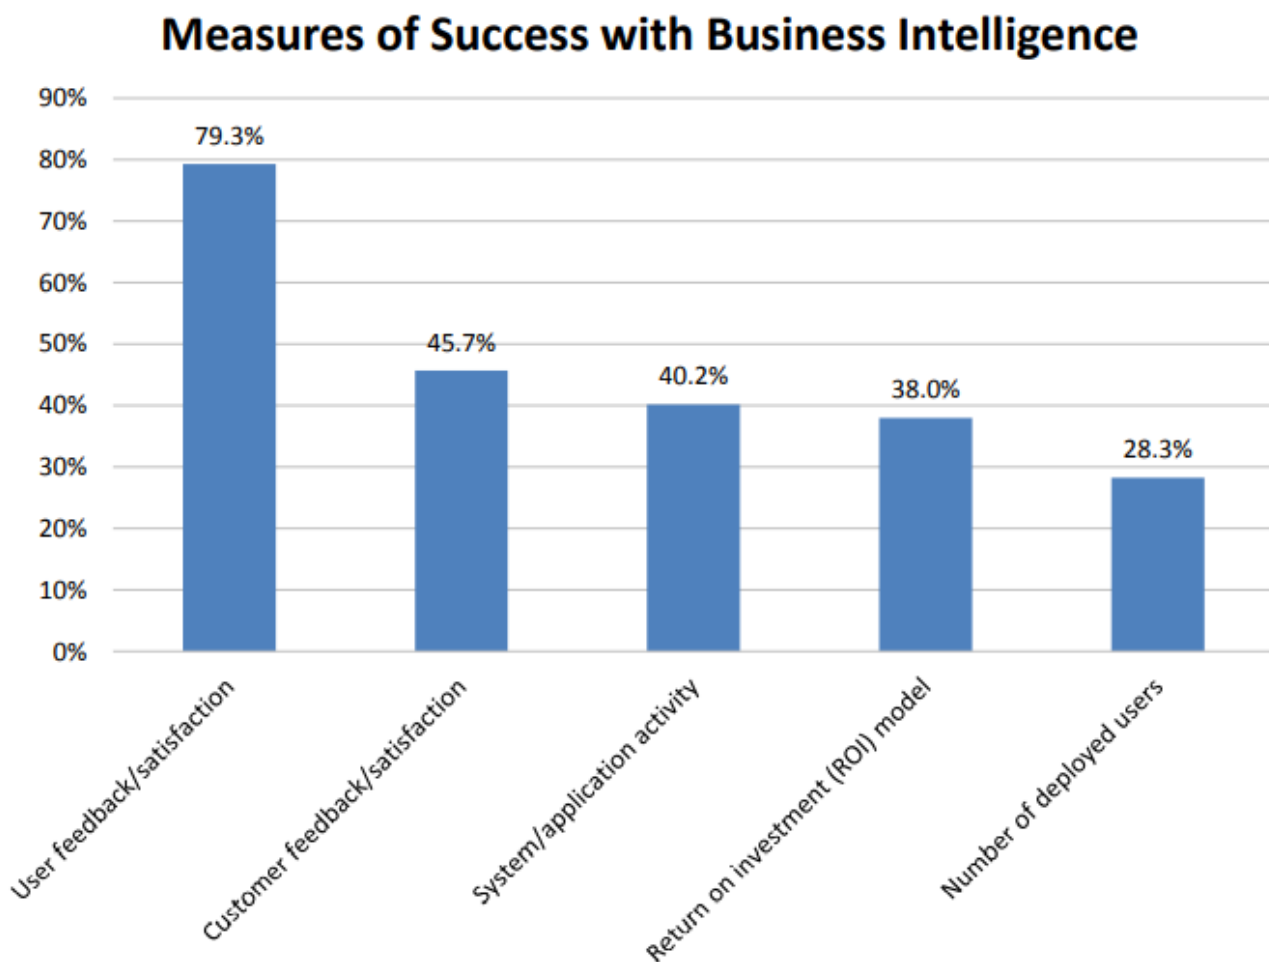 Measures of Success with Business Intelligence
90%
80%
70%
60%
50%
40%
30%
20%
10%
0%
79.3%
45.7%
40.2%
38.0%
28.3%
User feedback/satisfaction
Customer feedback/satisfaction
System/application activity
Return on investment (ROI) model
Number of deployed users